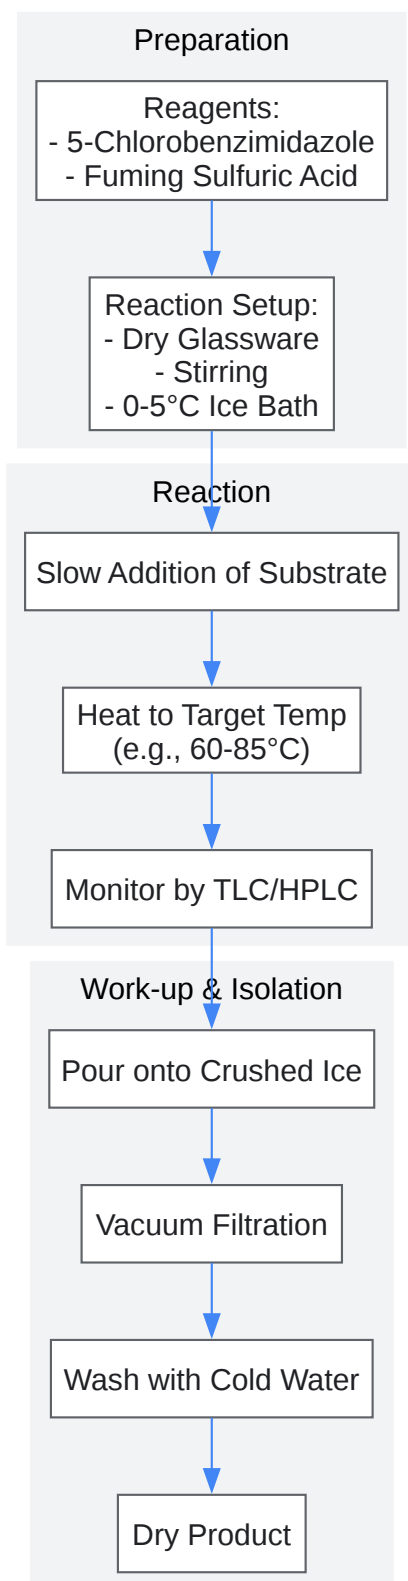 Preparation
Reagents:
- 5-Chlorobenzimidazole
- Fuming Sulfuric Acid
Reaction Setup:
- Dry Glassware
- Stirring
- 0-5°C Ice Bath
Reaction
Slow Addition of Substrate
Heat to Target Temp
(e.g., 60-85°C)
Monitor by TLC/HPLC
Work-up & Isolation
Pour onto Crushed Ice
Vacuum Filtration
Wash with Cold Water
Dry Product